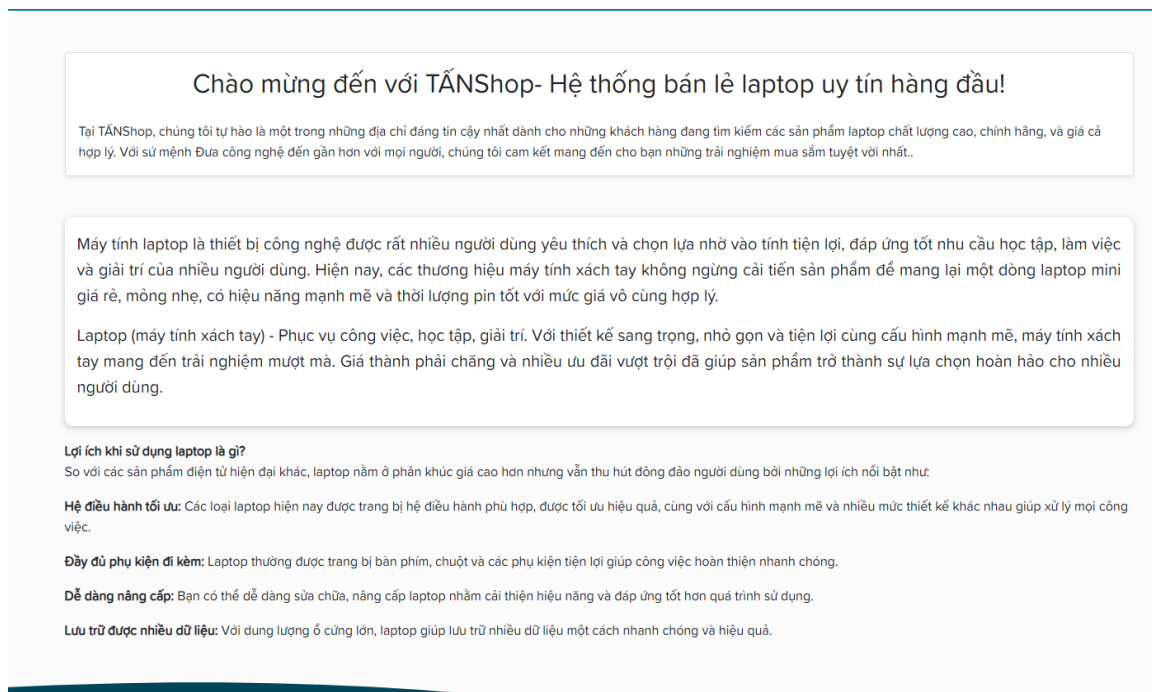 Chào mừng đến với TẤNShop- Hệ thống bán lẻ laptop uy tín hàng đầu!
Tại TẤNShop, chúng tôi tự hào là một trong những địa chỉ đáng tin cậy nhất dành cho những khách hàng đang tìm kiếm các sản phẩm laptop chất lượng cao, chính hãng, và giá cả
hợp lý. Với sứ mệnh Đưa công nghệ đến gần hơn với mọi người, chúng tôi cam kết mang đến cho bạn những trải nghiệm mua sắm tuyệt vời nhất..
Máy tính laptop là thiết bị công nghệ được rất nhiều người dùng yêu thích và chọn lựa nhờ vào tính tiện lợi, đáp ứng tốt nhu cầu học tập, làm việc
và giải trí của nhiều người dùng. Hiện nay, các thương hiệu máy tính xách tay không ngừng cải tiến sản phẩm để mang lại một dòng laptop mini
giá rẻ, mỏng nhẹ, có hiệu năng mạnh mẽ và thời lượng pin tốt với mức giá vô cùng hợp lý.
Laptop (máy tính xách tay) - Phục vụ công việc, học tập, giải trí. Với thiết kế sang trọng, nhỏ gọn và tiện lợi cùng cấu hình mạnh mẽ, máy tính xách
tay mang đến trải nghiệm mượt mà. Giá thành phải chăng và nhiều ưu đãi vượt trội đã giúp sản phẩm trở thành sự lựa chọn hoàn hảo cho nhiều
người dùng.
Lợi ích khi sử dụng laptop là gì?
So với các sản phẩm điện tử hiện đại khác, laptop nằm ở phân khúc giá cao hơn nhưng vẫn thu hút đông đảo người dùng bởi những lợi ích nổi bật như:
Hệ điều hành tối ưu: Các loại laptop hiện nay được trang bị hệ điều hành phù hợp, được tối ưu hiệu quả, cùng với cấu hình mạnh mẽ và nhiều mức thiết kế khác nhau giúp xử lý mọi công
việc.
Đầy đủ phụ kiện đi kèm: Laptop thường được trang bị bàn phím, chuột và các phụ kiện tiện lợi giúp công việc hoàn thiện nhanh chóng.
Dễ dàng nâng cấp: Bạn có thể dễ dàng sửa chữa, nâng cấp laptop nhằm cải thiện hiệu năng và đáp ứng tốt hơn quá trình sử dụng.
Lưu trữ được nhiều dữ liệu: Với dung lượng ổ cứng lớn, laptop giúp lưu trữ nhiều dữ liệu một cách nhanh chóng và hiệu quả.